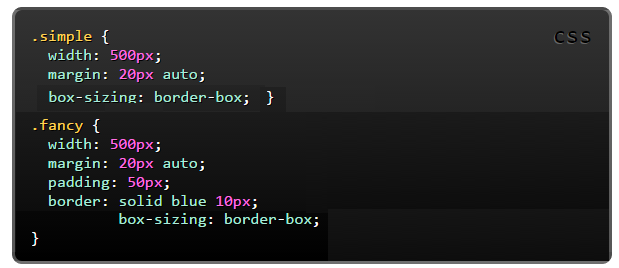 CSS
.simple {
width: 500px;
margin: 20px auto;
box-sizing: border-box; }
.fancy {
width: 500px;
margin: 20px auto;
padding: 50px;
border: solid blue 10px;
box-sizing: border-box;
}